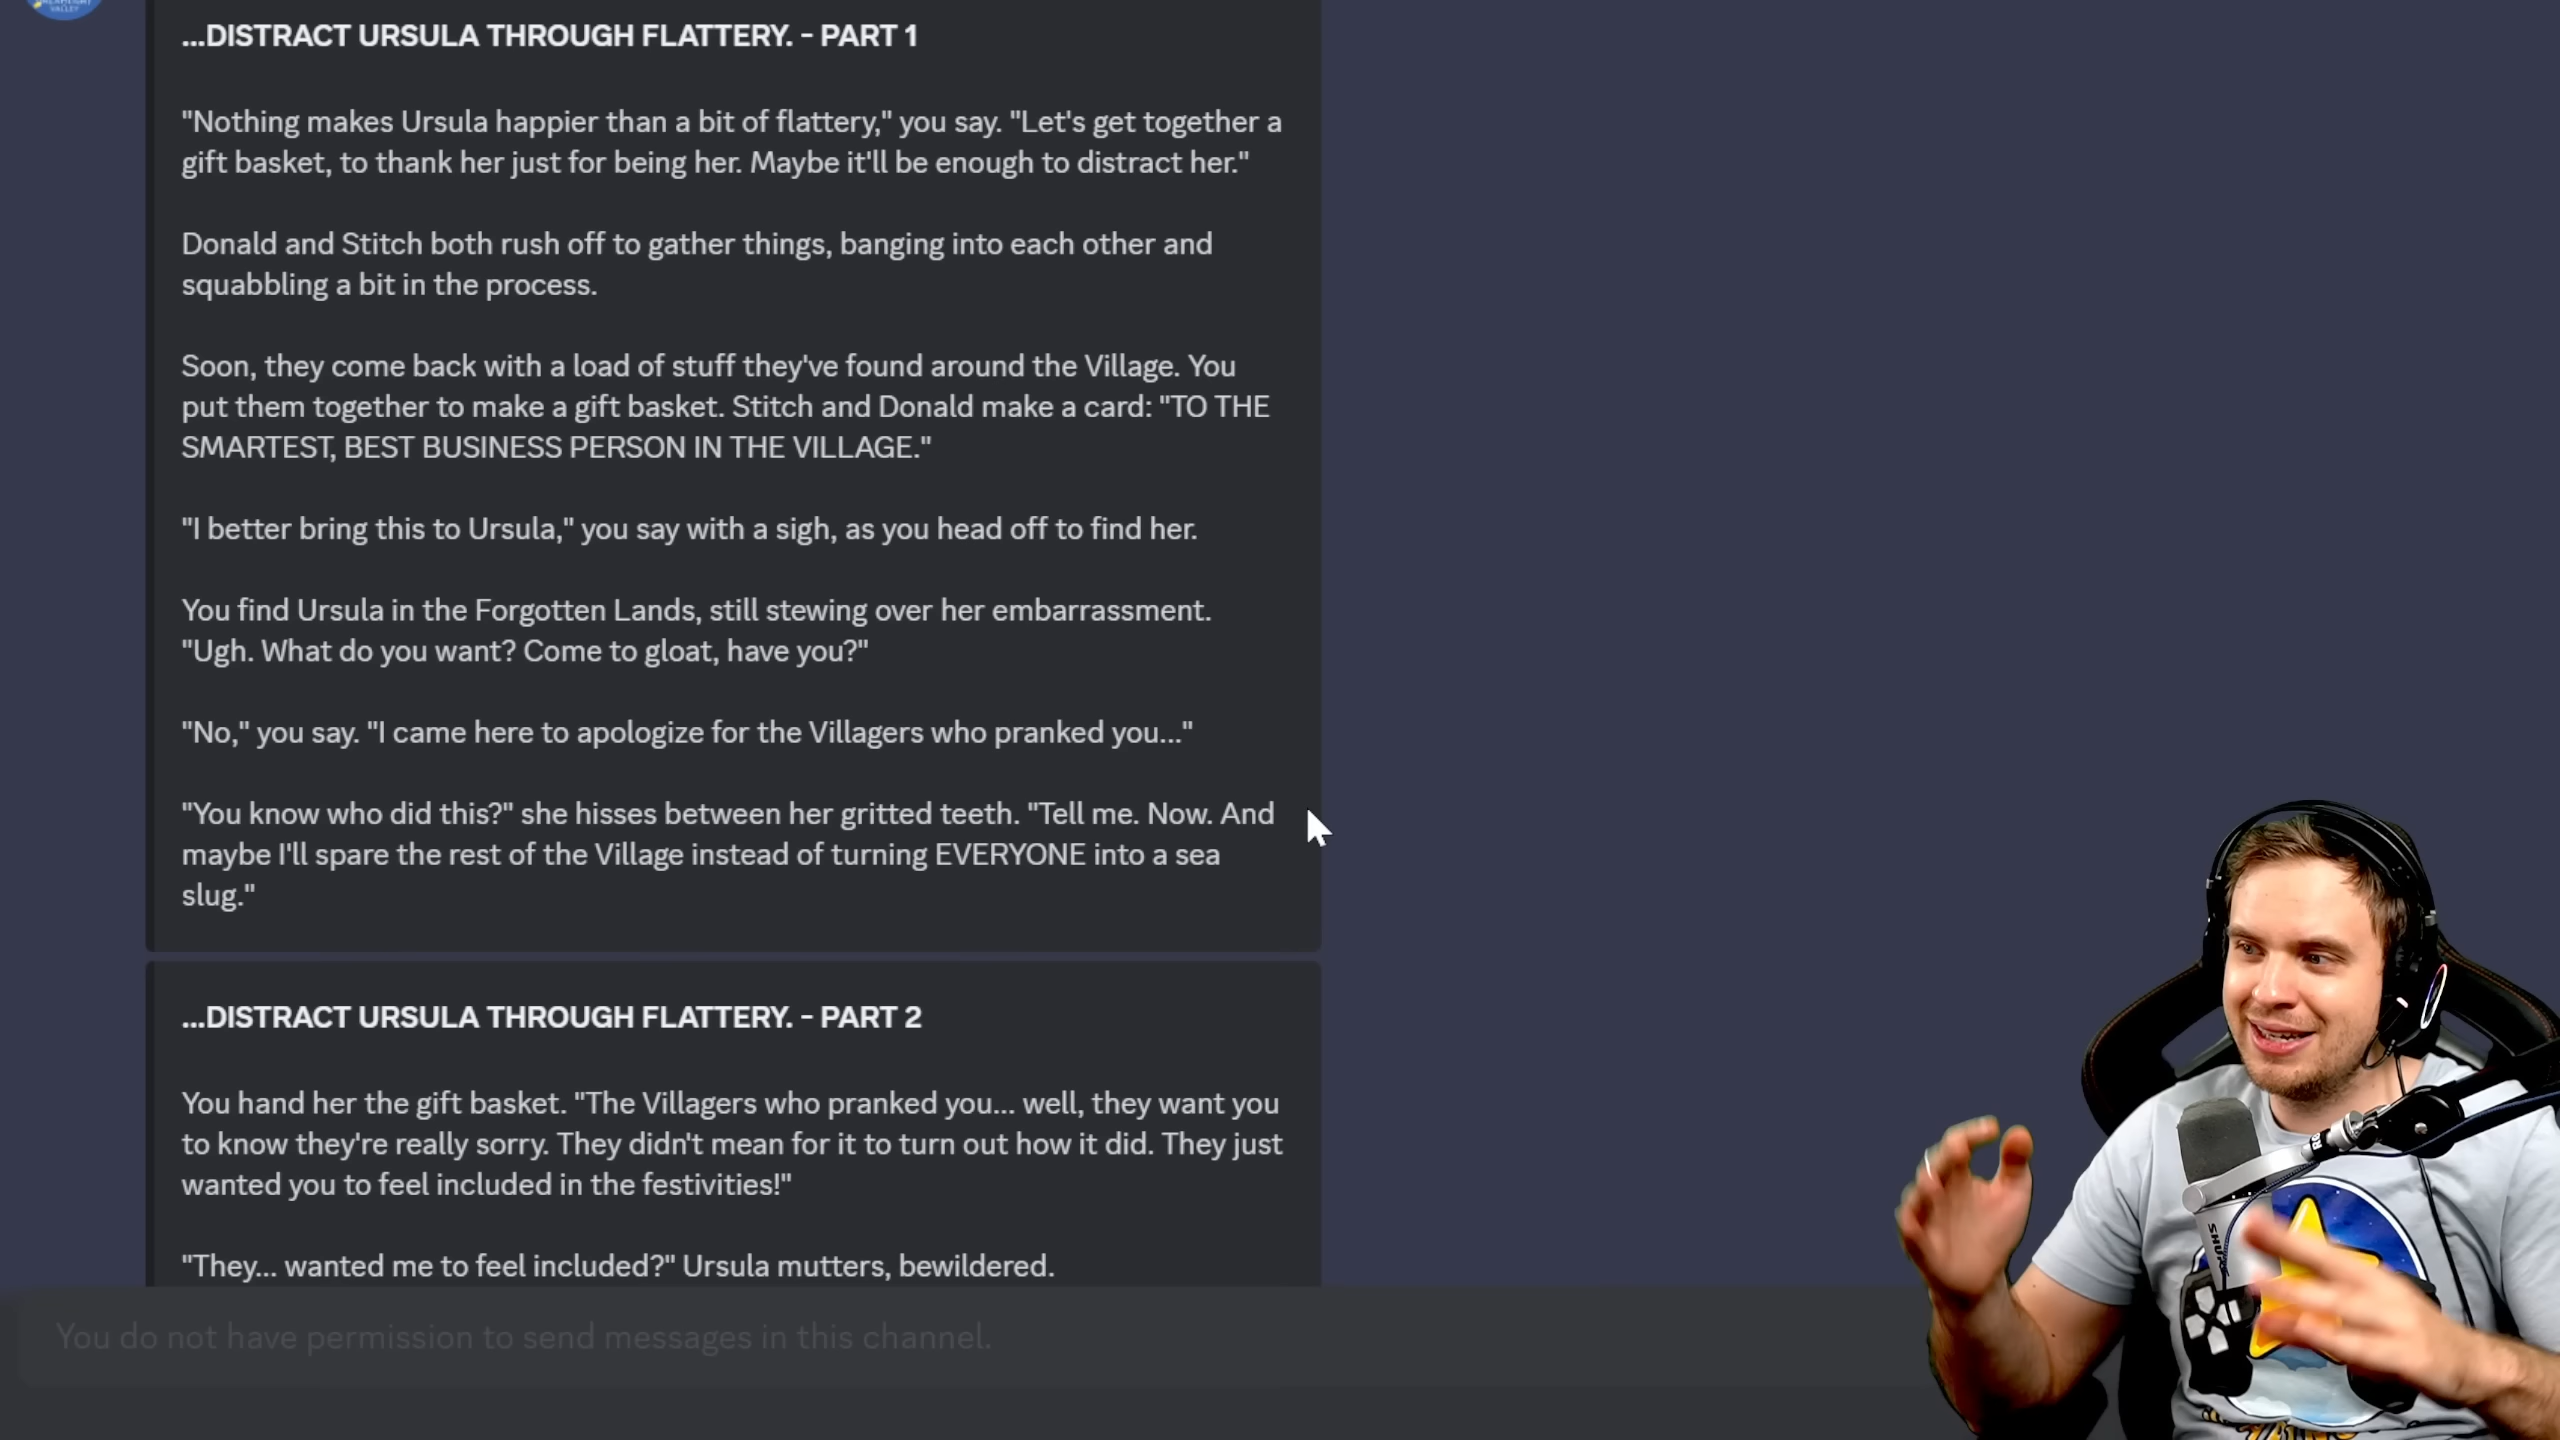 VALLEY
...DISTRACT URSULA THROUGH FLATTERY. - PART 1
"Nothing makes Ursula happier than a bit of flattery," you say. "Let's get together a
gift basket, to thank her just for being her. Maybe it'll be enough to distract her."
Donald and Stitch both rush off to gather things, banging into each other and
squabbling a bit in the process.
Soon, they come back with a load of stuff they've found around the Village. You
put them together to make a gift basket. Stitch and Donald make a card: "TO THE
SMARTEST, BEST BUSINESS PERSON IN THE VILLAGE."
"I better bring this to Ursula," you say with a sigh, as you head off to find her.
You find Ursula in the Forgotten Lands, still stewing over her embarrassment.
"Ugh. What do you want? Come to gloat, have you?"
"No," you say. "I came here to apologize for the Villagers who pranked you..."
"You know who did this?" she hisses between her gritted teeth. "Tell me. Now. And
maybe I'll spare the rest of the Village instead of turning EVERYONE into a sea
slug."
...DISTRACT URSULA THROUGH FLATTERY. - PART 2
You hand her the gift basket. "The Villagers who pranked you... well, they want you
to know they're really sorry. They didn't mean for it to turn out how it did. They just
wanted you to feel included in the festivities!"
"They... wanted me to feel included?" Ursula mutters, bewildered.
You do not have permission to send messages in this channel.
SHURE